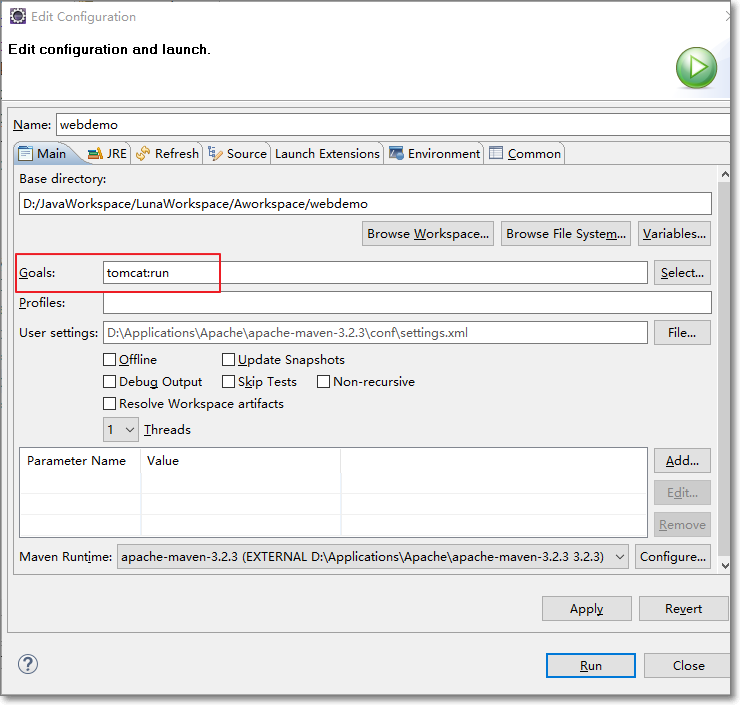 Edit Configuration
Edit configuration and launch.
Name: webdemo
Main JRE Refresh Source Launch Extensions Environment Common
Base directory:
D:/JavaWorkspace/LunaWorkspace/Aworkspace/webdemo
Browse Workspace... Browse File System... Variables...
Goals: tomcat:run Select...
Profiles:
User settings: D:\Applications\Apache\apache-maven-3.2.3\conf\settings.xml File...
Offline Update Snapshots
Debug Output Skip Tests Non-recursive
Resolve Workspace artifacts
1 Threads
Parameter Name Value Add...
Edit...
Remove
Maven Runtime: apache-maven-3.2.3 (EXTERNAL D:\Applications\Apache\apache-maven-3.2.3 3.2.3) Configure...
Apply Revert
? Run Close